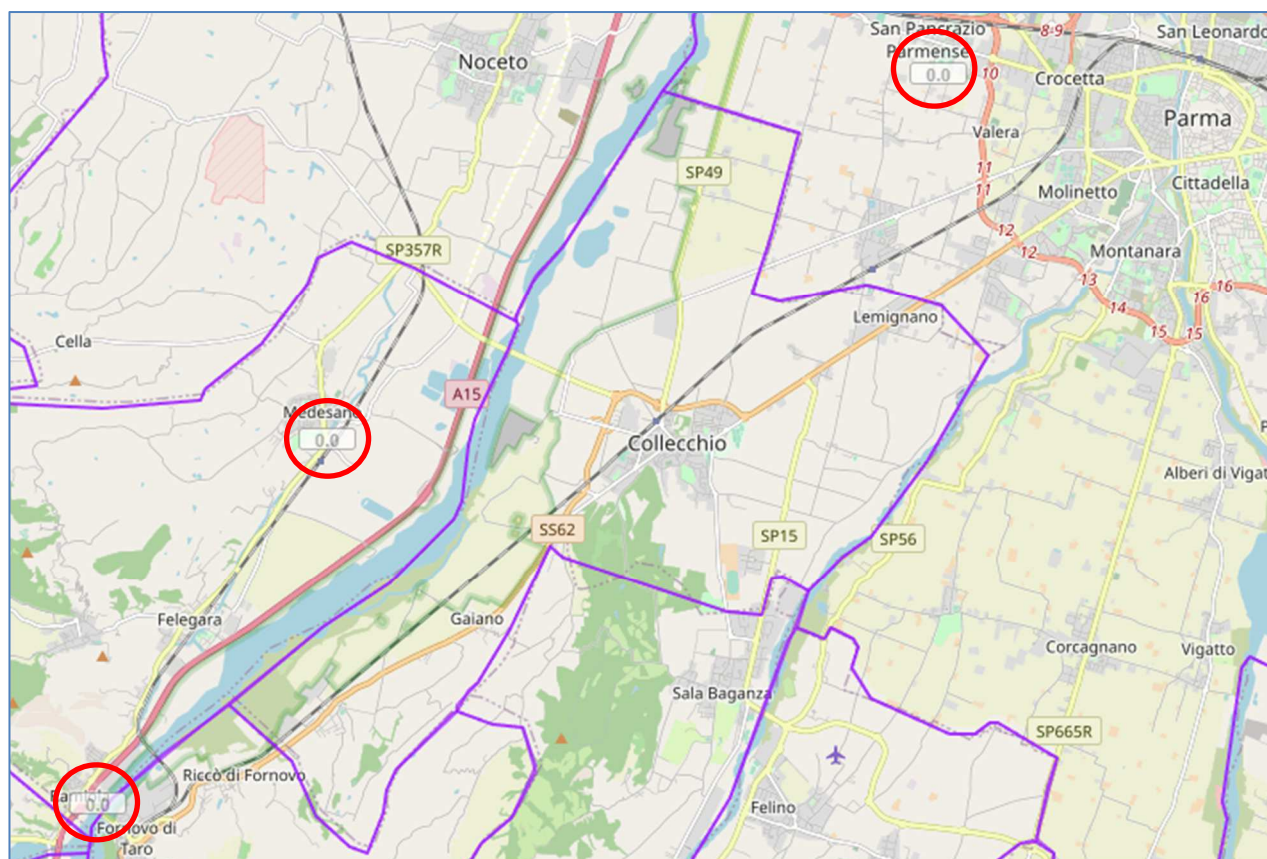 San Pancrazio
Parmense
0.0
8-9
San Leonardo
Noceto
10
Crocetta
Parma
Valera
SP49
11
11
Molinetto
Cittadella
12
12
Montanara
SP357R
13
14
16
16
15
15
Lemignano
Cella
A15
Medesano
0.0
Collecchio
Alberi di Vigatt
SS62
SP15
SP56
Felegara
Gaiano
Corcagnano
Vigatto
Sala Baganza
SP665R
Riccò di Fornovo
0.0
Felino
Fornovo di
Taro